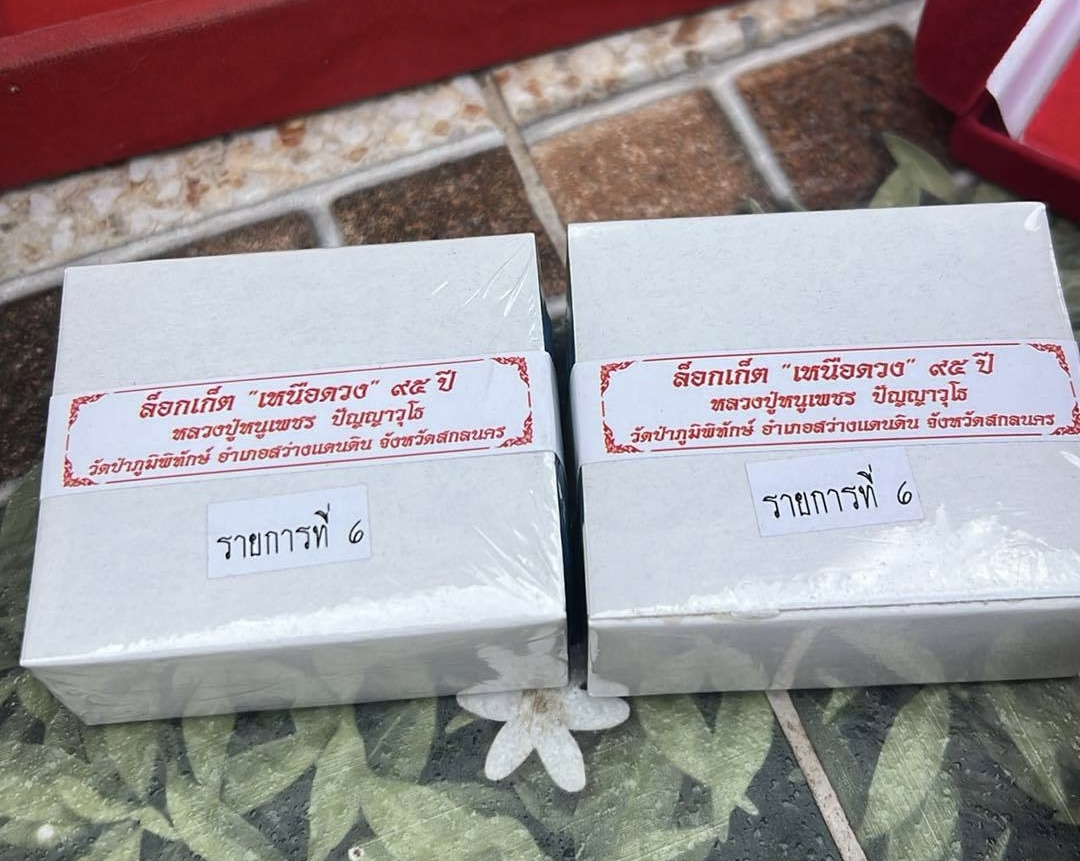 ล็อกเก็ต "เหนือดวง" ๙๕ ปี
หลวงปู่หนูเพชร ปัญญาวุโธ
วัดป่าภูมิพิทักษ์ อำเภอสว่างแดนดิน จังหวัดสกลนคร
รายการที่ ๖
ล็อกเก็ต "เหนือดวง" ๙๕ ปี
หลวงปู่หนูเพชร ปัญญาวุโธ
วัดป่าภูมิพิทักษ์ อำเภอสว่างแดนดิน จังหวัดสกลนคร
รายการที่ ๖